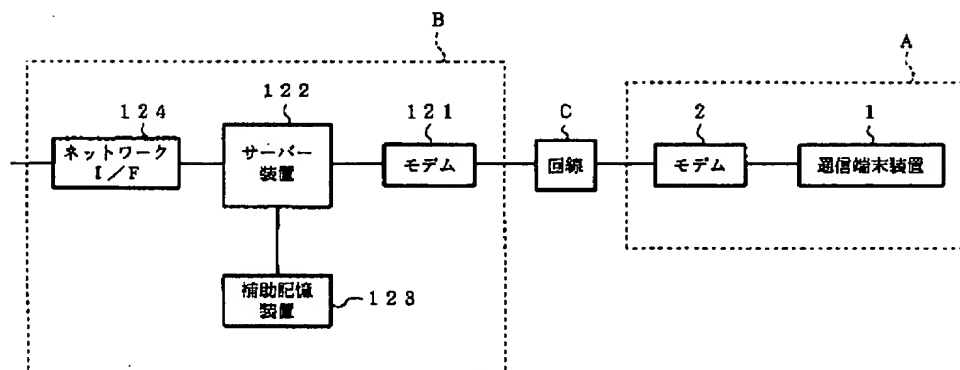 B
A
124
122
121
C
2
1
ネットワーク
I/F
サーバー
装置
モデム
回線
モデム
通信端末装置
補助記憶
装置
123